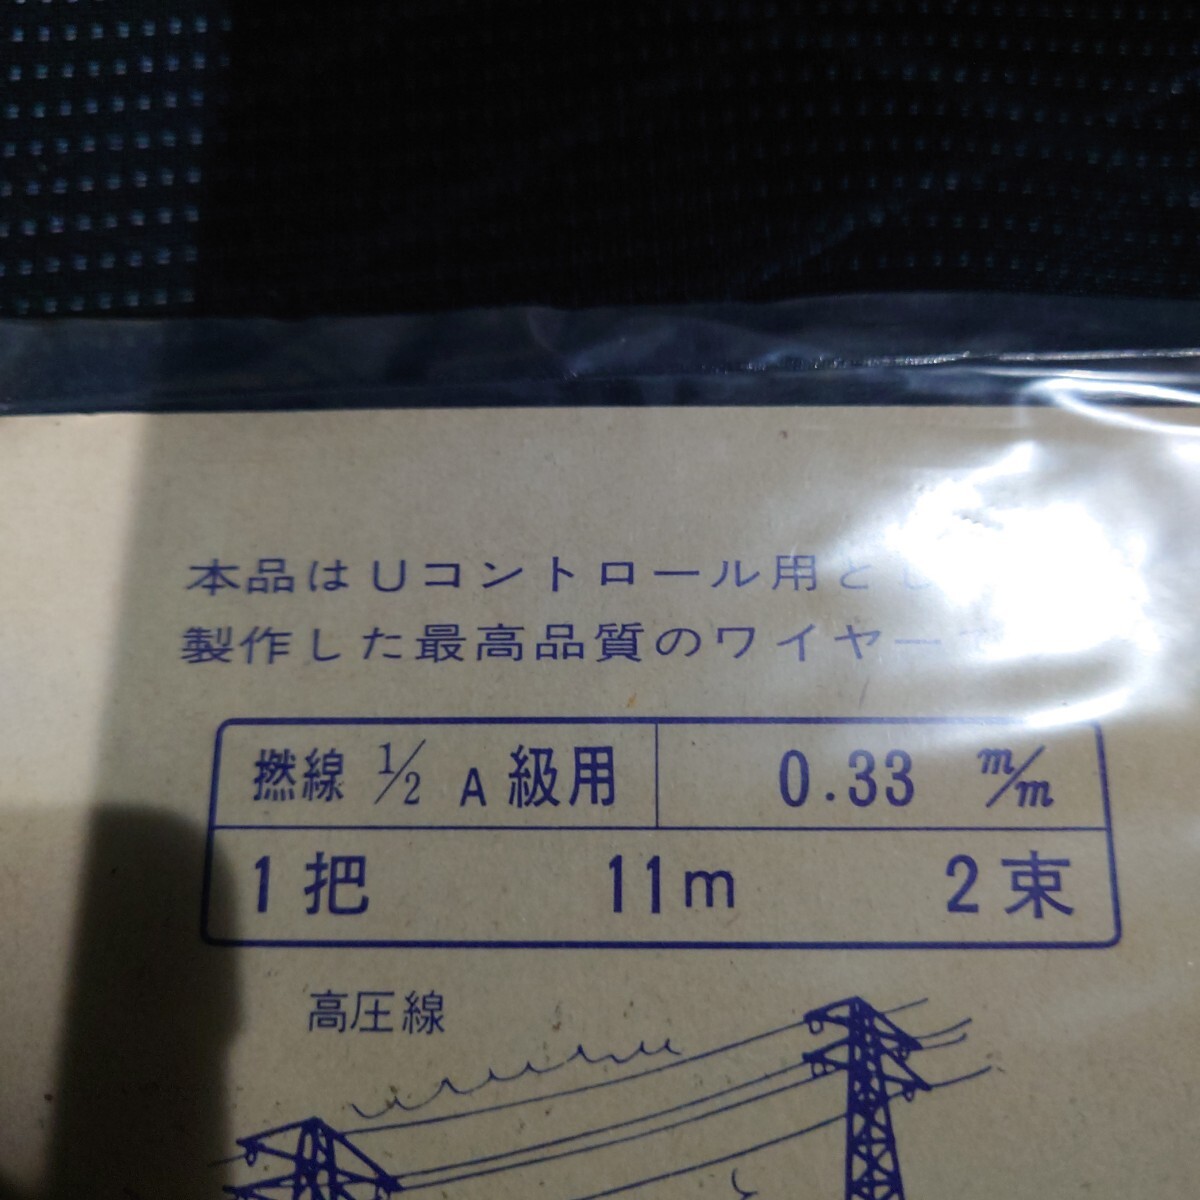 本品はUコントロール用とし
製作した最高品質のワイヤー
撚線 1/2 A 級用 0.33 m/m
1把 11m 2束
高圧線